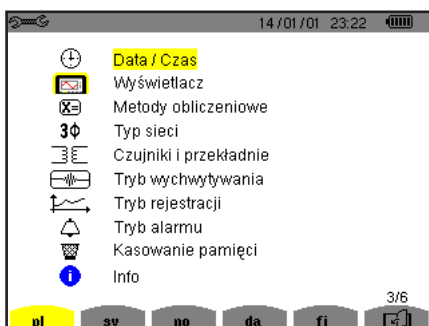 14/01/01 23:22
Data / Czas
Wyświetlacz
Metody obliczeniowe
3ф Typ sieci
Czujniki i przekładnie
Tryb wychwytywania
Tryb rejestracji
Tryb alarmu
Kasowanie pamięci
Info
3/6
pl sv no da fi